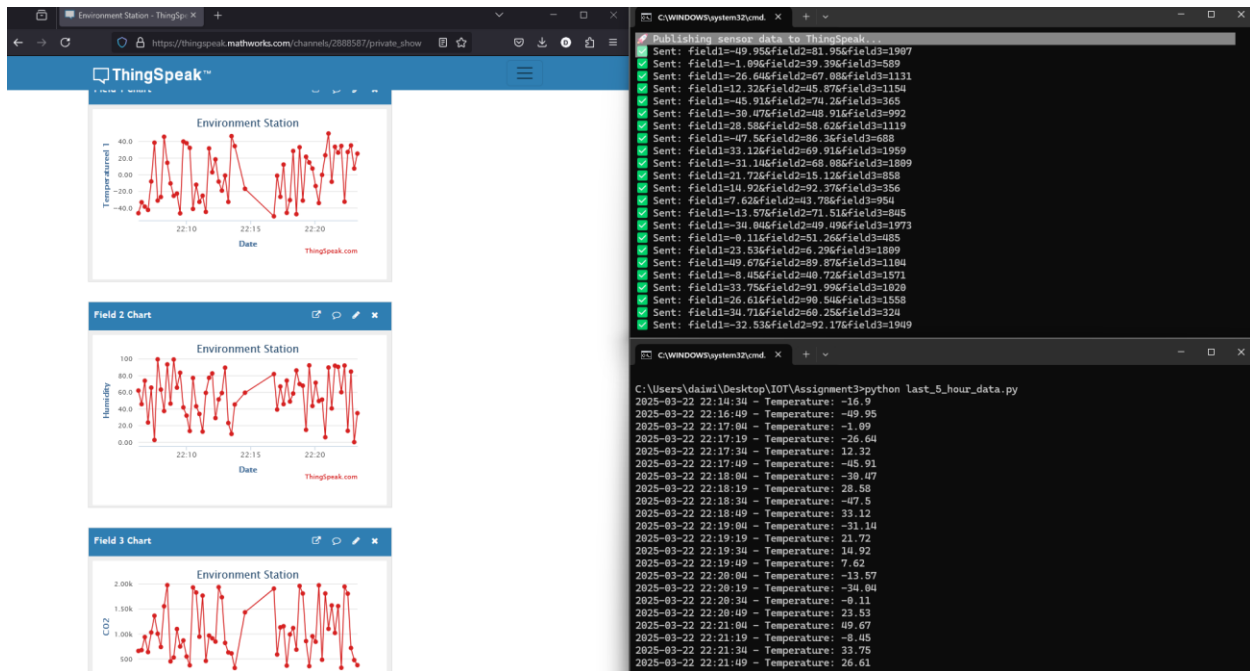 Environment Station - ThingSp
https://thingspeak.mathworks.com/channels/2888587/private_show
ThingSpeak™
Field 1 Chart
Environment Station
40.0
20.0
0.00
-20.0
-40.0
Temperatureel 1
22:10
22:15
22:20
Date
ThingSpeak.com
Field 2 Chart
Environment Station
100
80.0
60.0
40.0
20.0
0.00
Humidity
22:10
22:15
22:20
Date
ThingSpeak.com
Field 3 Chart
Environment Station
2.00k
1.50k
1.00k
500
CO2
C:\WINDOWS\system32\cmd.
Publishing sensor data to ThingSpeak...
Sent: field1=-49.95&field2=81.95&field3=1907
Sent: field1=-1.09&field2=39.39&field3=589
Sent: field1=-26.64&field2=67.08&field3=1131
Sent: field1=12.32&field2=45.87&field3=1154
Sent: field1=-45.91&field2=74.2&field3=365
Sent: field1=-30.47&field2=48.91&field3=992
Sent: field1=28.58&field2=58.62&field3=1119
Sent: field1=-47.5&field2=86.3&field3=688
Sent: field1=33.12&field2=69.91&field3=1959
Sent: field1=-31.14&field2=68.08&field3=1809
Sent: field1=21.72&field2=15.12&field3=858
Sent: field1=14.92&field2=92.37&field3=356
Sent: field1=7.62&field2=43.78&field3=954
Sent: field1=-13.57&field2=71.51&field3=845
Sent: field1=-34.04&field2=49.49&field3=1973
Sent: field1=-0.11&field2=51.26&field3=485
Sent: field1=23.53&field2=6.29&field3=1809
Sent: field1=49.67&field2=89.87&field3=1104
Sent: field1=-8.45&field2=40.72&field3=1571
Sent: field1=33.75&field2=91.99&field3=1020
Sent: field1=26.61&field2=90.54&field3=1558
Sent: field1=34.71&field2=60.25&field3=324
Sent: field1=-32.53&field2=92.17&field3=1949
C:\WINDOWS\system32\cmd.
C:\Users\daiwi\Desktop\IOT\Assignment3>python last_5_hour_data.py
2025-03-22 22:14:34 - Temperature: -16.9
2025-03-22 22:16:49 - Temperature: -49.95
2025-03-22 22:17:04 - Temperature: -1.09
2025-03-22 22:17:19 - Temperature: -26.64
2025-03-22 22:17:34 - Temperature: 12.32
2025-03-22 22:17:49 - Temperature: -45.91
2025-03-22 22:18:04 - Temperature: -30.47
2025-03-22 22:18:19 - Temperature: 28.58
2025-03-22 22:18:34 - Temperature: -47.5
2025-03-22 22:18:49 - Temperature: 33.12
2025-03-22 22:19:04 - Temperature: -31.14
2025-03-22 22:19:19 - Temperature: 21.72
2025-03-22 22:19:34 - Temperature: 14.92
2025-03-22 22:19:49 - Temperature: 7.62
2025-03-22 22:20:04 - Temperature: -13.57
2025-03-22 22:20:19 - Temperature: -34.04
2025-03-22 22:20:34 - Temperature: -0.11
2025-03-22 22:20:49 - Temperature: 23.53
2025-03-22 22:21:04 - Temperature: 49.67
2025-03-22 22:21:19 - Temperature: -8.45
2025-03-22 22:21:34 - Temperature: 33.75
2025-03-22 22:21:49 - Temperature: 26.61